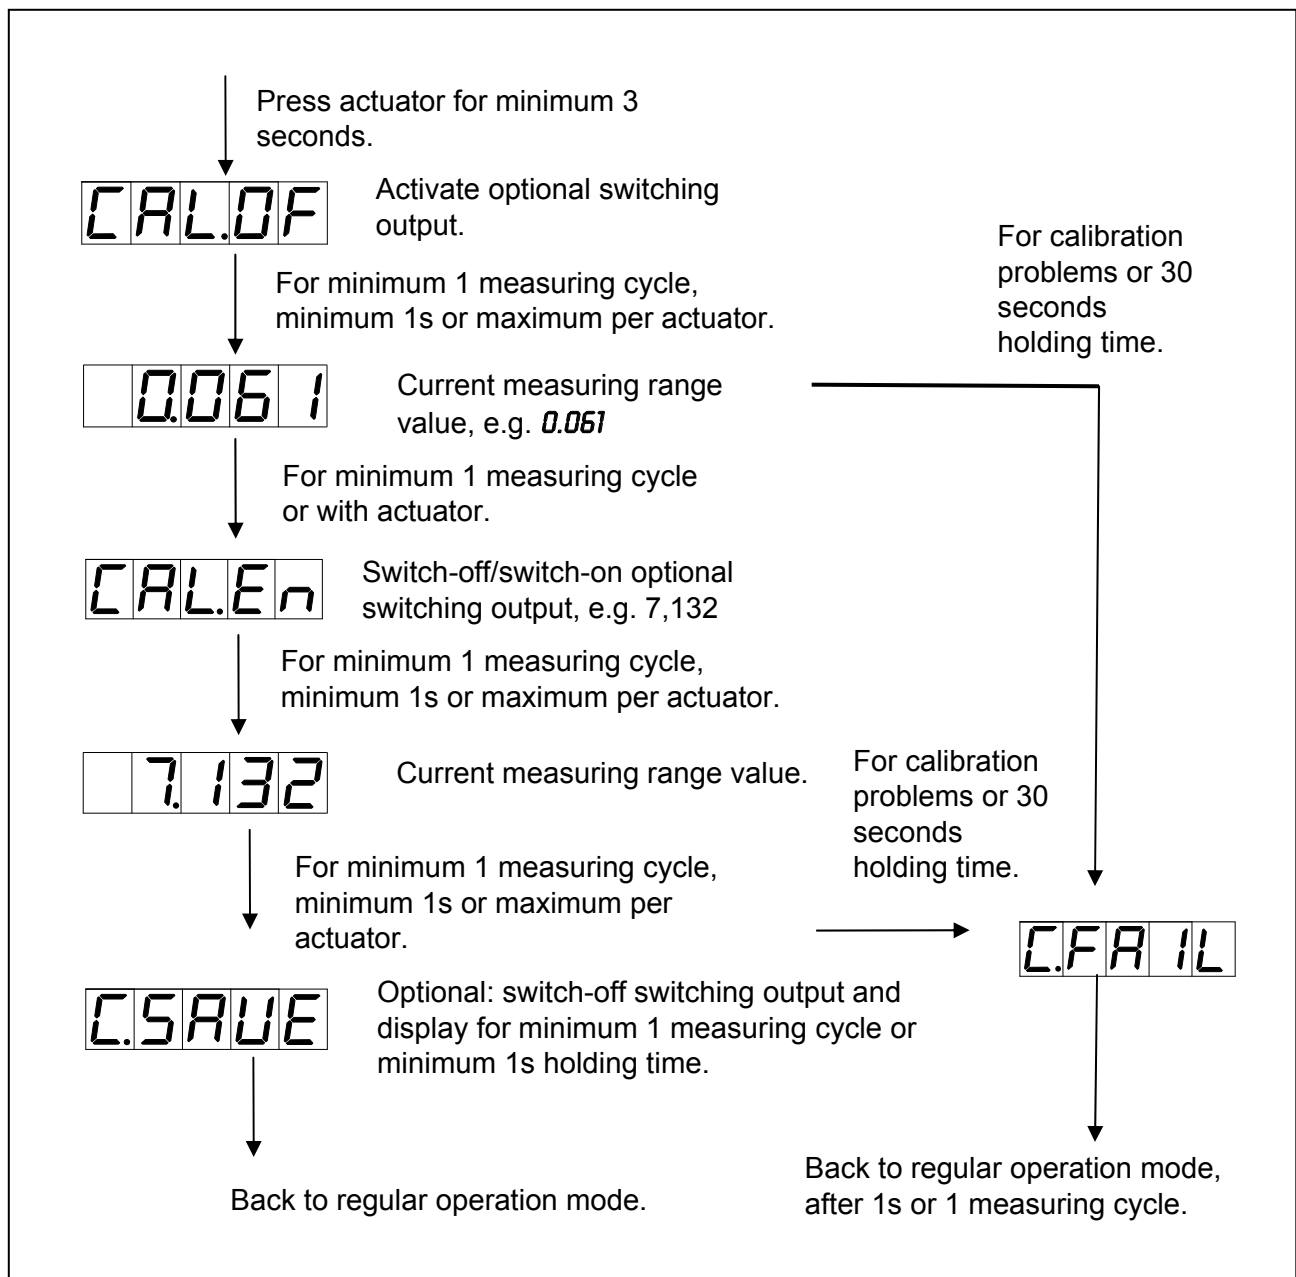 Press actuator for minimum 3
seconds.
CAL.OF
Activate optional switching
output.
For minimum 1 measuring cycle,
minimum 1s or maximum per actuator.
For calibration
problems or 30
seconds
holding time.
0.061
Current measuring range
value, e.g. 0.061
For minimum 1 measuring cycle
or with actuator.
CAL.En
Switch-off/switch-on optional
switching output, e.g. 7,132
For minimum 1 measuring cycle,
minimum 1s or maximum per actuator.
7.132
Current measuring range value.
For calibration
problems or 30
seconds
holding time.
For minimum 1 measuring cycle,
minimum 1s or maximum per
actuator.
C.FAIL
C.SAVE
Optional: switch-off switching output and
display for minimum 1 measuring cycle or
minimum 1s holding time.
Back to regular operation mode.
Back to regular operation mode,
after 1s or 1 measuring cycle.